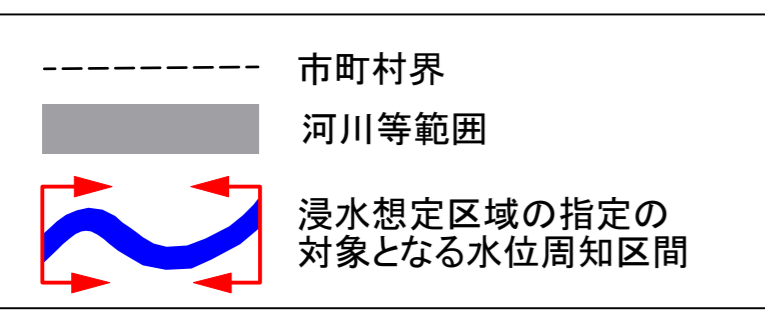 市町村界
河川等範囲
浸水想定区域の指定の
対象となる水位周知区間